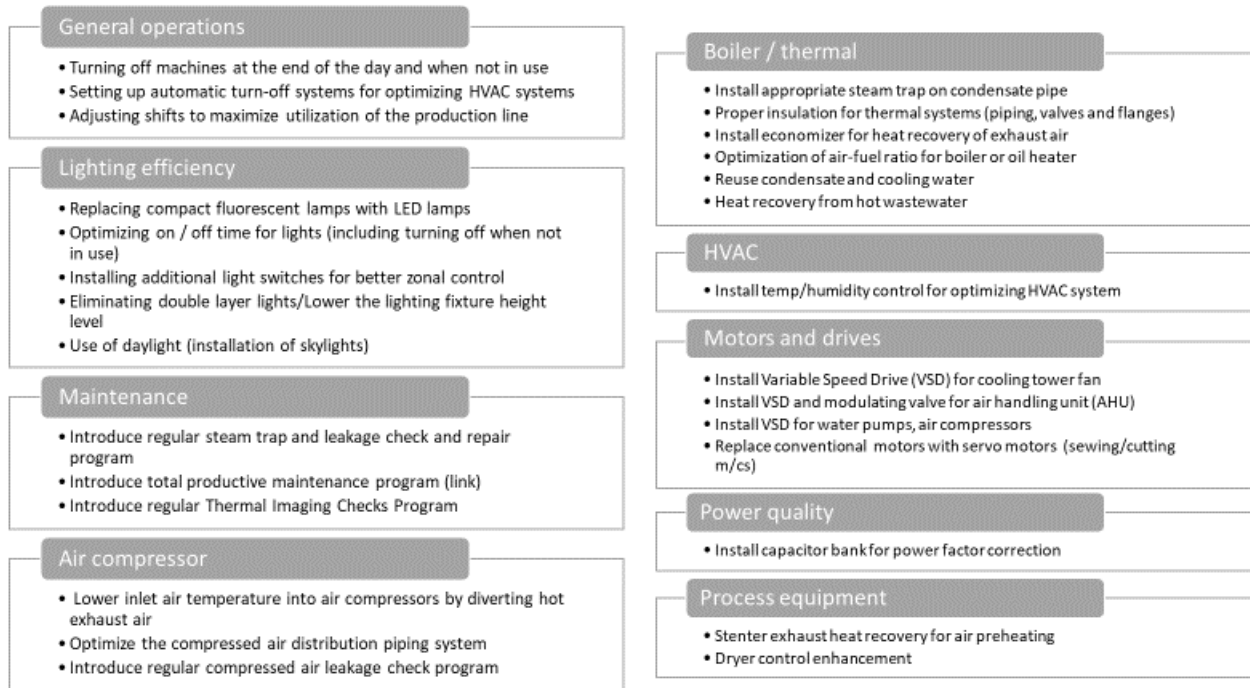 General operations
• Turning off machines at the end of the day and when not in use
• Setting up automatic turn-off systems for optimizing HVAC systems
• Adjusting shifts to maximize utilization of the production line
Lighting efficiency
• Replacing compact fluorescent lamps with LED lamps
• Optimizing on / off time for lights (including turning off when not
in use)
• Installing additional light switches for better zonal control
• Eliminating double layer lights/Lower the lighting fixture height
level
• Use of daylight (installation of skylights)
Maintenance
• Introduce regular steam trap and leakage check and repair
program
• Introduce total productive maintenance program (link)
• Introduce regular Thermal Imaging Checks Program
Air compressor
• Lower inlet air temperature into air compressors by diverting hot
exhaust air
• Optimize the compressed air distribution piping system
• Introduce regular compressed air leakage check program
Boiler / thermal
• Install appropriate steam trap on condensate pipe
• Proper insulation for thermal systems (piping, valves and flanges)
• Install economizer for heat recovery of exhaust air
• Optimization of air-fuel ratio for boiler or oil heater
• Reuse condensate and cooling water
• Heat recovery from hot wastewater
HVAC
• Install temp/humidity control for optimizing HVAC system
Motors and drives
• Install Variable Speed Drive (VSD) for cooling tower fan
• Install VSD and modulating valve for air handling unit (AHU)
• Install VSD for water pumps, air compressors
• Replace conventional motors with servo motors (sewing/cutting
m/cs)
Power quality
• Install capacitor bank for power factor correction
Process equipment
• Stenter exhaust heat recovery for air preheating
• Dryer control enhancement